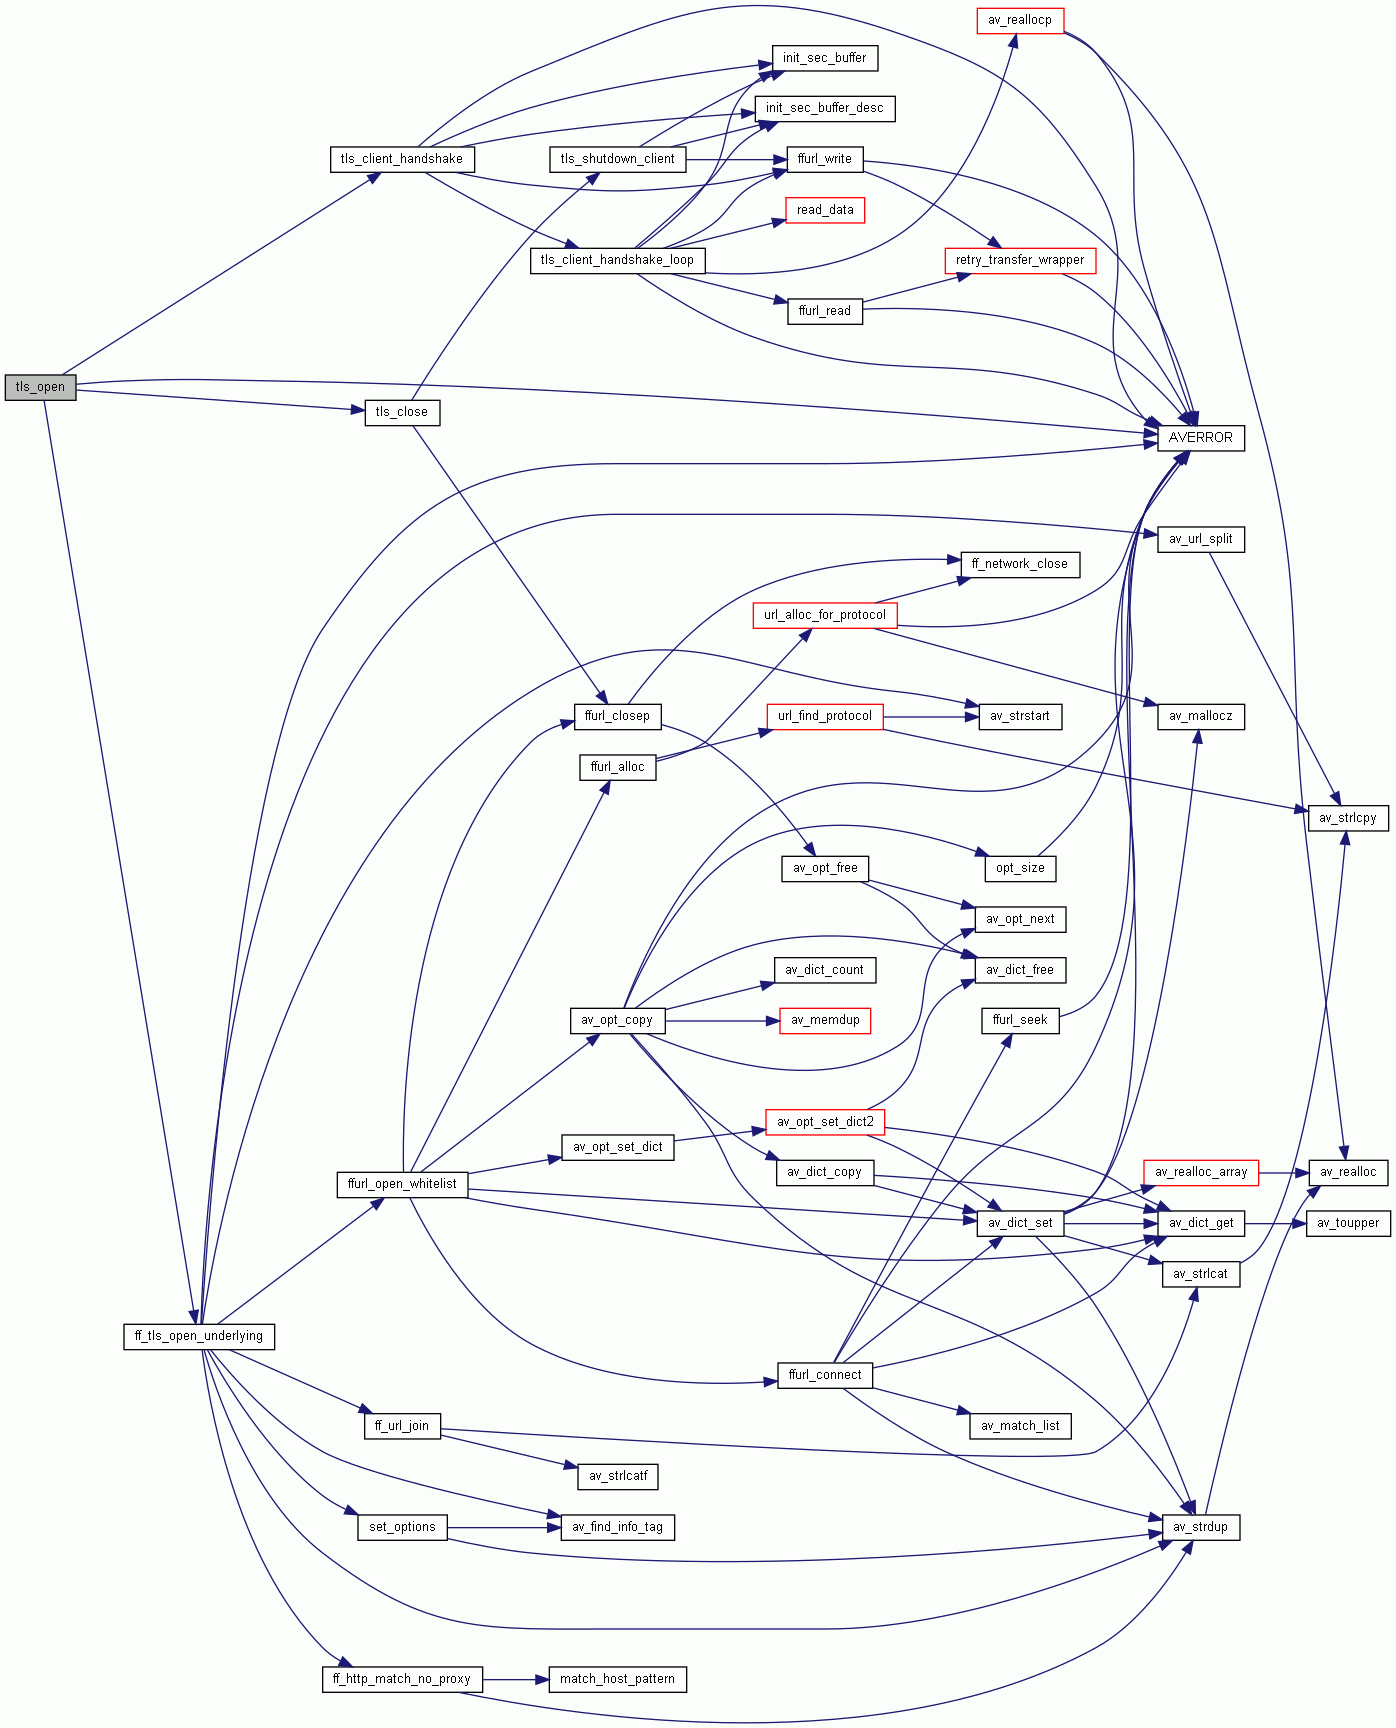 av_reallocp
init_sec_buffer
init_sec_buffer_desc
tls_client_handshake
tls_shutdown_client
ffurl_write
read_data
tls_client_handshake_loop
retry_transfer_wrapper
ffurl_read
tls_open
tls_close
AVERROR
av_url_split
ff_network_close
url_alloc_for_protocol
ffurl_closep
url_find_protocol
av_strstart
av_mallocz
ffurl_alloc
av_strlcpy
av_opt_free
opt_size
av_opt_next
av_dict_count
av_dict_free
av_opt_copy
av_memdup
ffurl_seek
av_opt_set_dict2
av_opt_set_dict
av_dict_copy
av_realloc_array
av_realloc
ffurl_open_whitelist
av_dict_set
av_dict_get
av_toupper
av_strlcat
ff_tls_open_underlying
ffurl_connect
ff_url_join
av_match_list
av_strlcatf
set_options
av_find_info_tag
av_strdup
ff_http_match_no_proxy
match_host_pattern